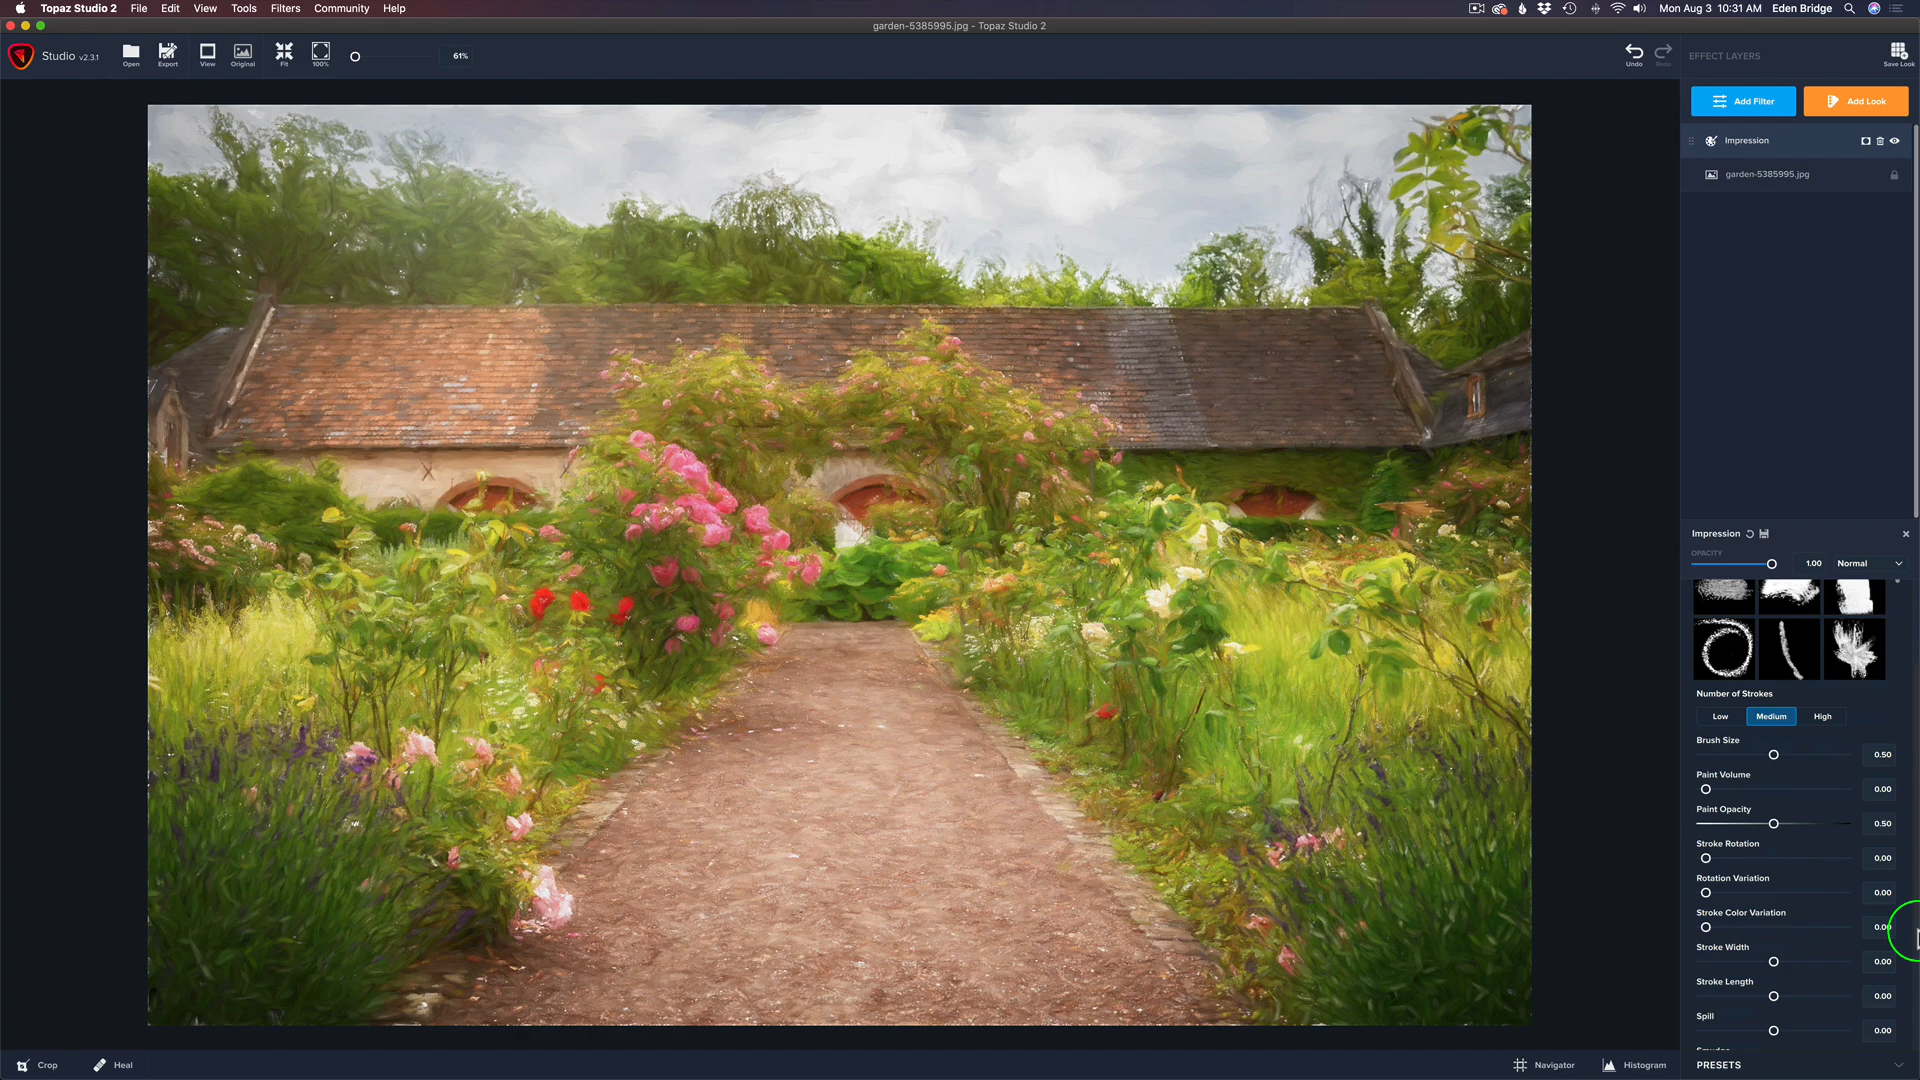 Topaz Studio 2 File Edit View Tools Filters Community Help Mon Aug 3 10:31 AM Eden Bridge
garden-5385995.jpg - Topaz Studio 2
Studio v2.3.1 Open Export View Original Fit 100% 61% Undo Redo EFFECT LAYERS Save Look
Add Filter Add Look
Impression
garden-5385995.jpg
Impression
OPACITY
1.00 Normal
Number of Strokes
Low Medium High
Brush Size
0.50
Paint Volume
0.00
Paint Opacity
0.50
Stroke Rotation
0.00
Rotation Variation
0.00
Stroke Color Variation
0.00
Stroke Width
0.00
Stroke Length
0.00
Spill
0.00
Crop Heal Navigator Histogram PRESETS